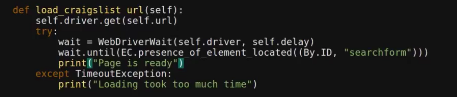 def load_craigslist_url(self):
    self.driver.get(self.url)
    try:
        wait = WebDriverWait(self.driver, self.delay)
        wait.until(EC.presence_of_element_located((By.ID, "searchform")))
        print("Page is ready")
    except TimeoutException:
        print("Loading took too much time")